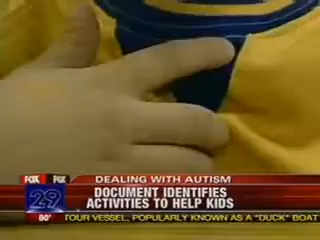 FOX FOX
29
80°
DEALING WITH AUTISM
DOCUMENT IDENTIFIES
ACTIVITIES TO HELP KIDS
TOUR VESSEL, POPULARLY KNOWN AS A "DUCK" BOAT